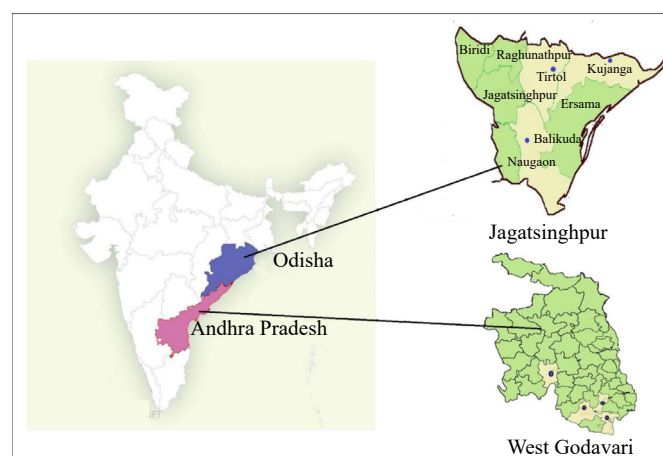 Biridi
Raghunathpur
Tirtol
Kujanga
Jagatsinghpur
Ersama
Balikuda
Naugaon
Jagatsinghpur
Odisha
Andhra Pradesh
West Godavari